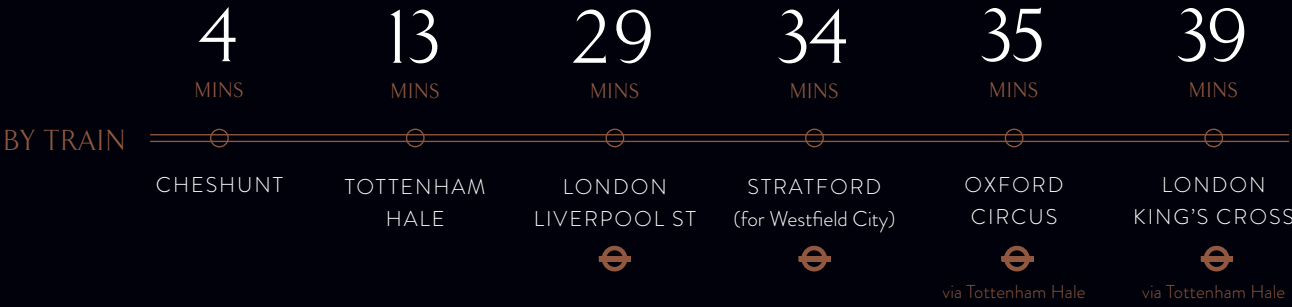 4 13 29 34 35 39
MINS MINS MINS MINS MINS MINS
BY TRAIN
CHESHUNT TOTTENHAM LONDON STRATFORD OXFORD LONDON
HALE LIVERPOOL ST (for Westfield City) CIRCUS KING'S CROSS
via Tottenham Hale via Tottenham Hale